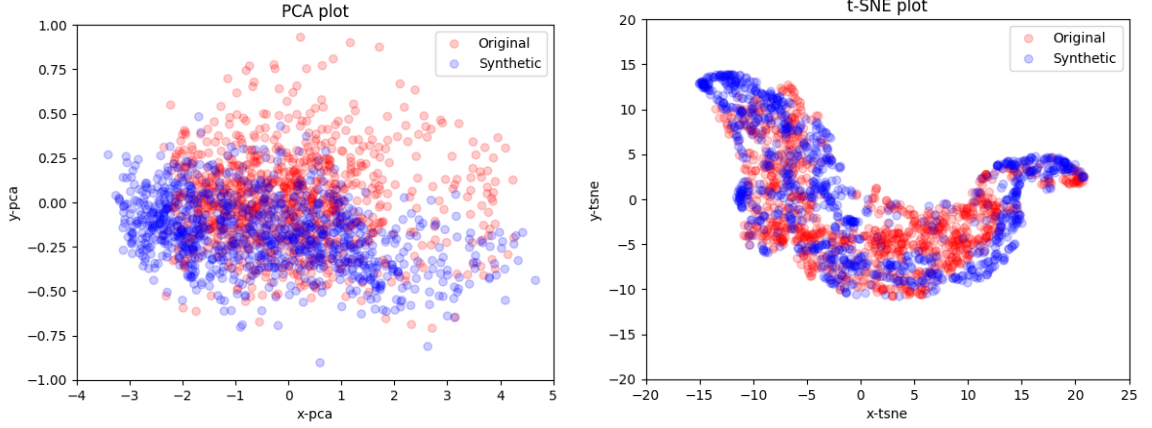 PCA plot
1.00
0.75
0.50
0.25
0.00
−0.25
−0.50
−0.75
−1.00
y-pca
Original
Synthetic
−4 −3 −2 −1 0 1 2 3 4 5
x-pca
t-SNE plot
20
15
10
5
0
−5
−10
−15
−20
y-tsne
Original
Synthetic
−20 −15 −10 −5 0 5 10 15 20 25
x-tsne